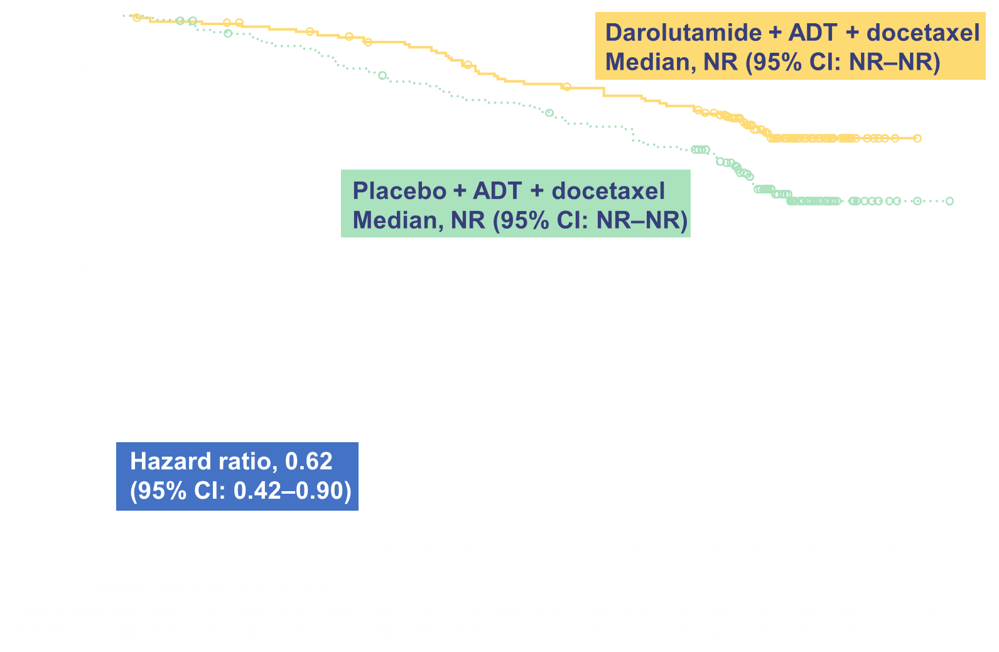 Darolutamide + ADT + docetaxel
Median, NR (95% CI: NR–NR)
Placebo + ADT + docetaxel
Median, NR (95% CI: NR–NR)
Hazard ratio, 0.62
(95% CI: 0.42–0.90)